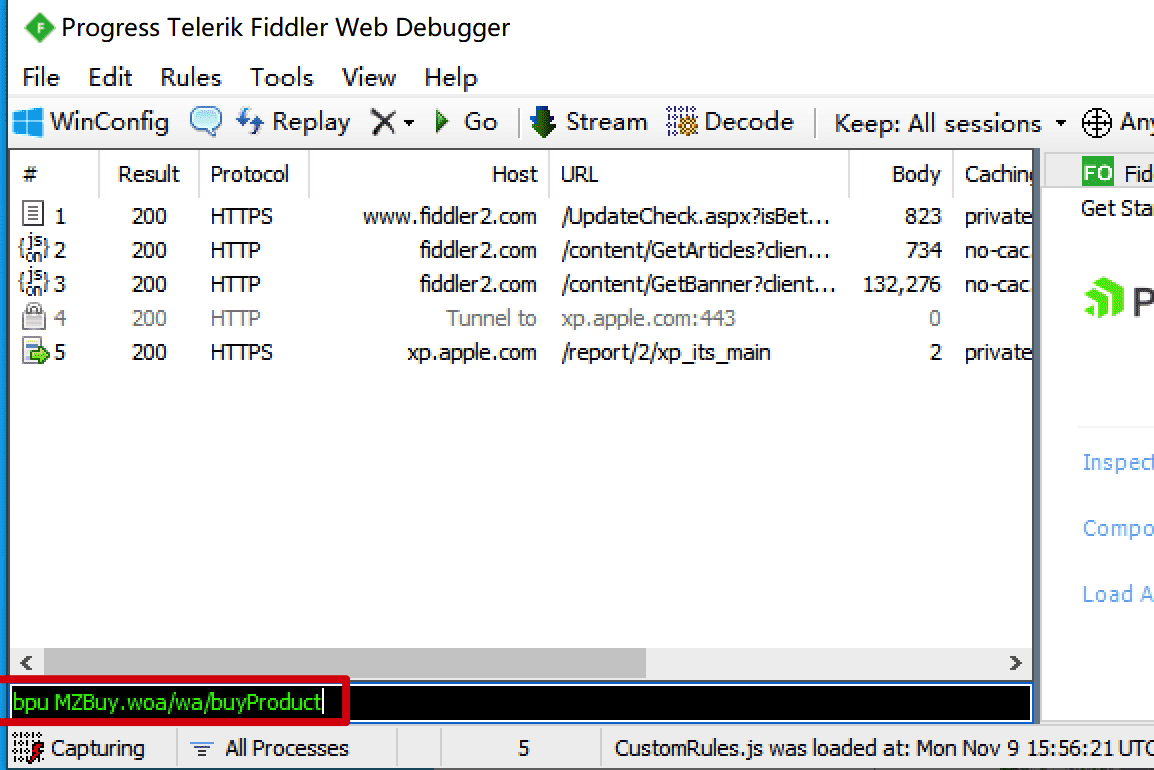 Progress Telerik Fiddler Web Debugger
File Edit Rules Tools View Help
WinConfig Replay Go Stream Decode Keep: All sessions Any
# Result Protocol Host URL Body Caching
FO Fid
1 200 HTTPS www.fiddler2.com /UpdateCheck.aspx?isBet... 823 private
Get Sta
2 200 HTTP fiddler2.com /content/GetArticles?clien... 734 no-cac
3 200 HTTP fiddler2.com /content/GetBanner?client... 132,276 no-cac
4 200 HTTP Tunnel to xp.apple.com:443 0
5 200 HTTPS xp.apple.com /report/2/xp_its_main 2 private
P
Inspect
Compo
Load A
bpu MZBuy.woa/wa/buyProduct
Capturing All Processes 5 CustomRules.js was loaded at: Mon Nov 9 15:56:21 UTC